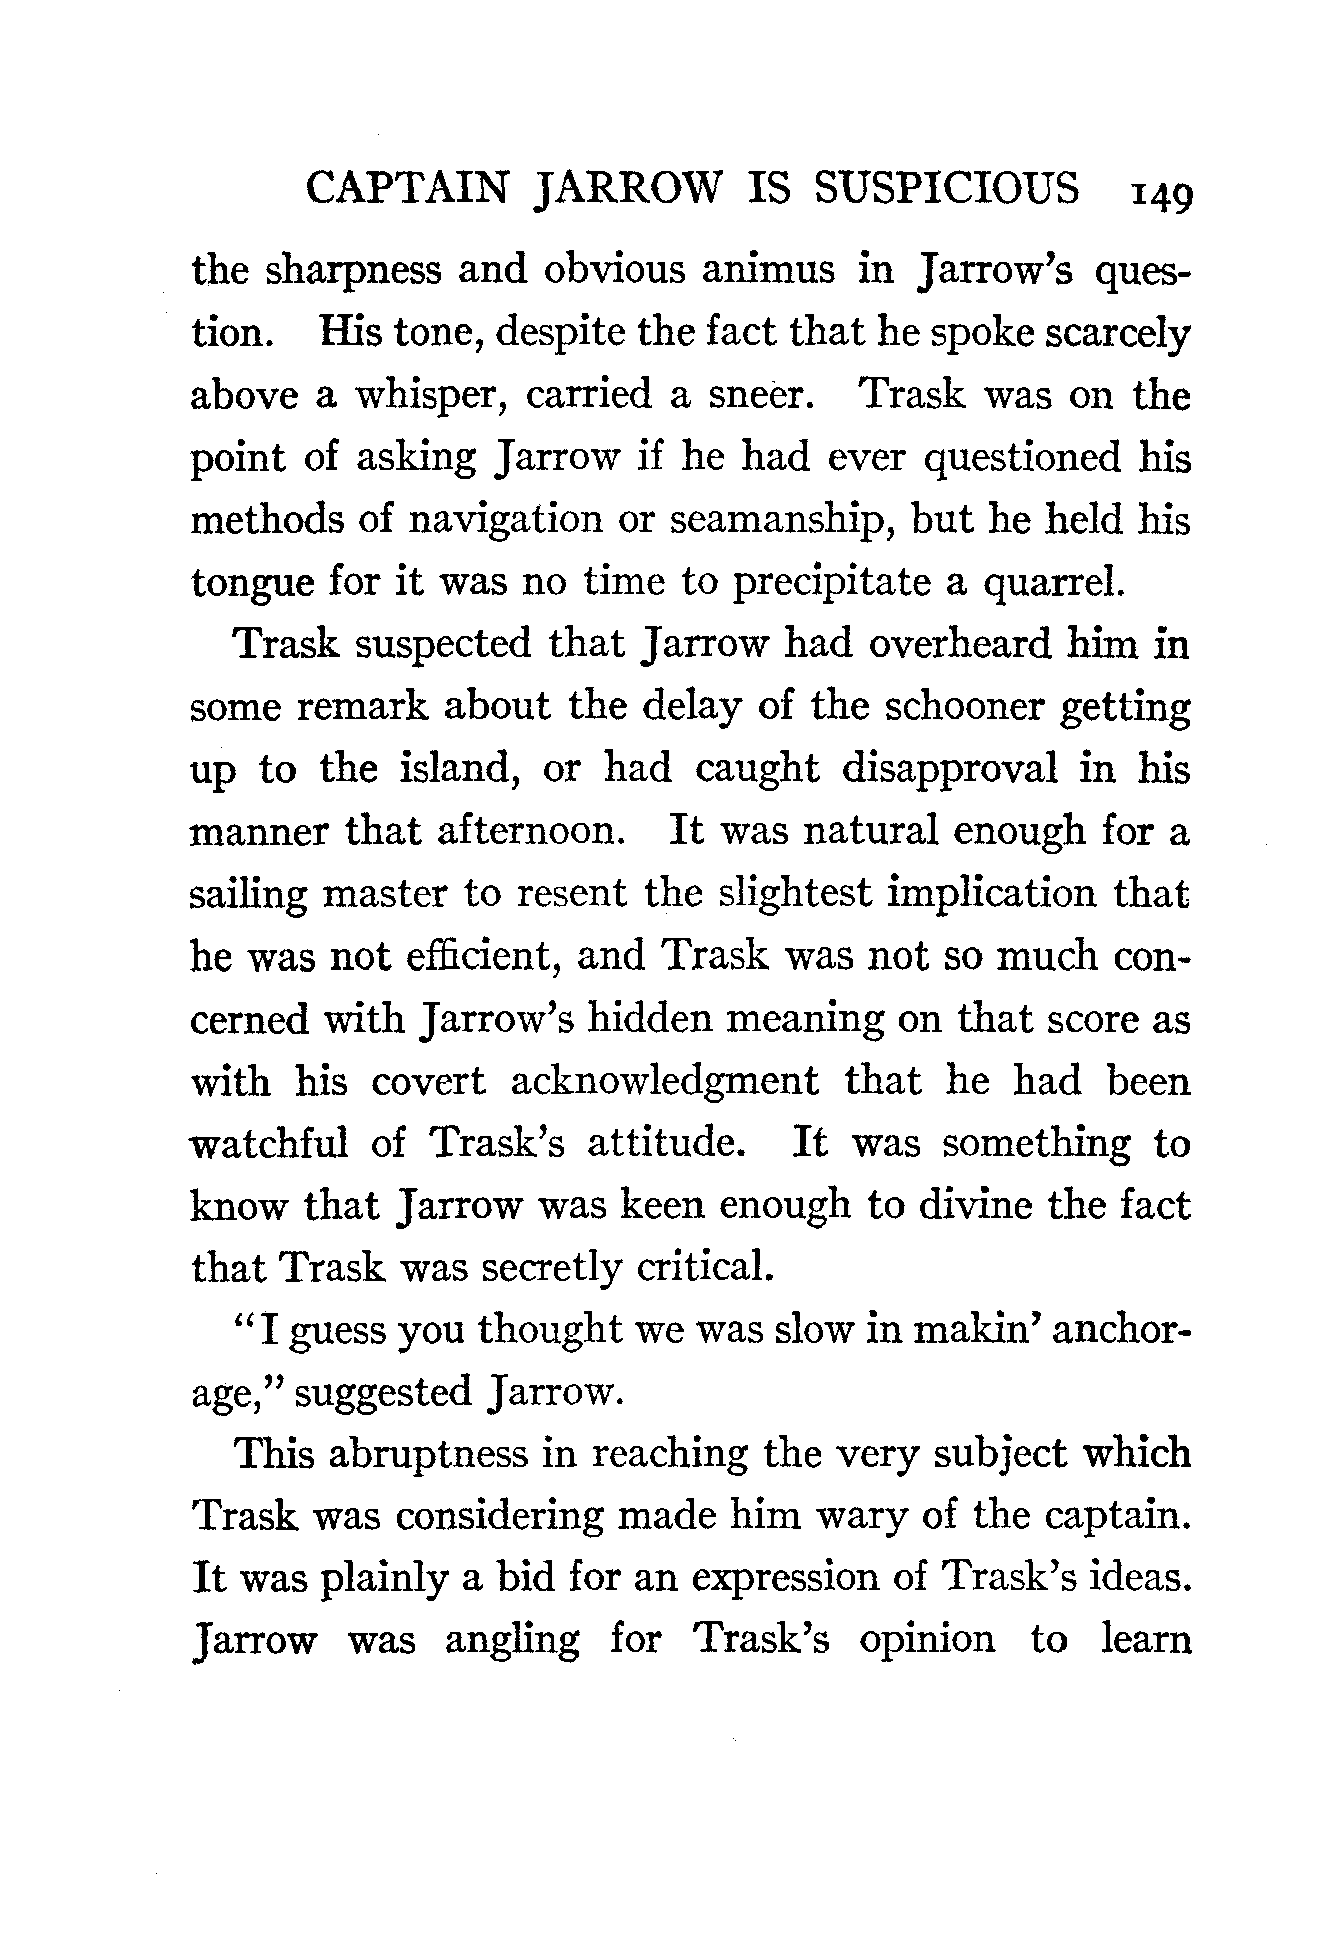 CAPTAIN JARROW IS SUSPICIOUS 149
the sharpness and obvious animus in Jarrow's ques-
tion. His tone, despite the fact that he spoke scarcely
above a whisper, carried a sneer. Trask was on the
point of asking Jarrow if he had ever questioned his
methods of navigation or seamanship, but he held his
tongue for it was no time to precipitate a quarrel.
Trask suspected that Jarrow had overheard him in
some remark about the delay of the schooner getting
up to the island, or had caught disapproval in his
manner that afternoon. It was natural enough for a
sailing master to resent the slightest implication that
he was not efficient, and Trask was not so much con-
cerned with Jarrow's hidden meaning on that score as
with his covert acknowledgment that he had been
watchful of Trask's attitude. It was something to
know that Jarrow was keen enough to divine the fact
that Trask was secretly critical.
"I guess you thought we was slow in makin' anchor-
age," suggested Jarrow.
This abruptness in reaching the very subject which
Trask was considering made him wary of the captain.
It was plainly a bid for an expression of Trask's ideas.
Jarrow was angling for Trask's opinion to learn